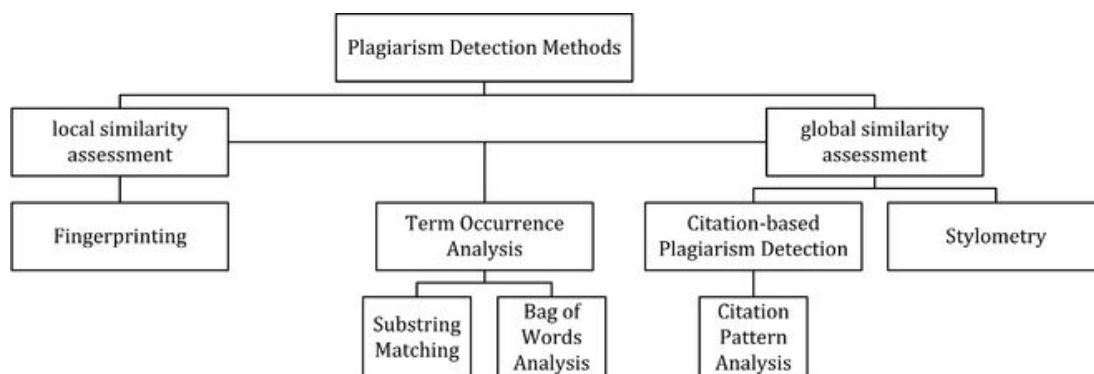 Plagiarism Detection Methods
local similarity
assessment
global similarity
assessment
Fingerprinting
Term Occurrence
Analysis
Citation-based
Plagiarism Detection
Stylometry
Substring
Matching
Bag of
Words
Analysis
Citation
Pattern
Analysis